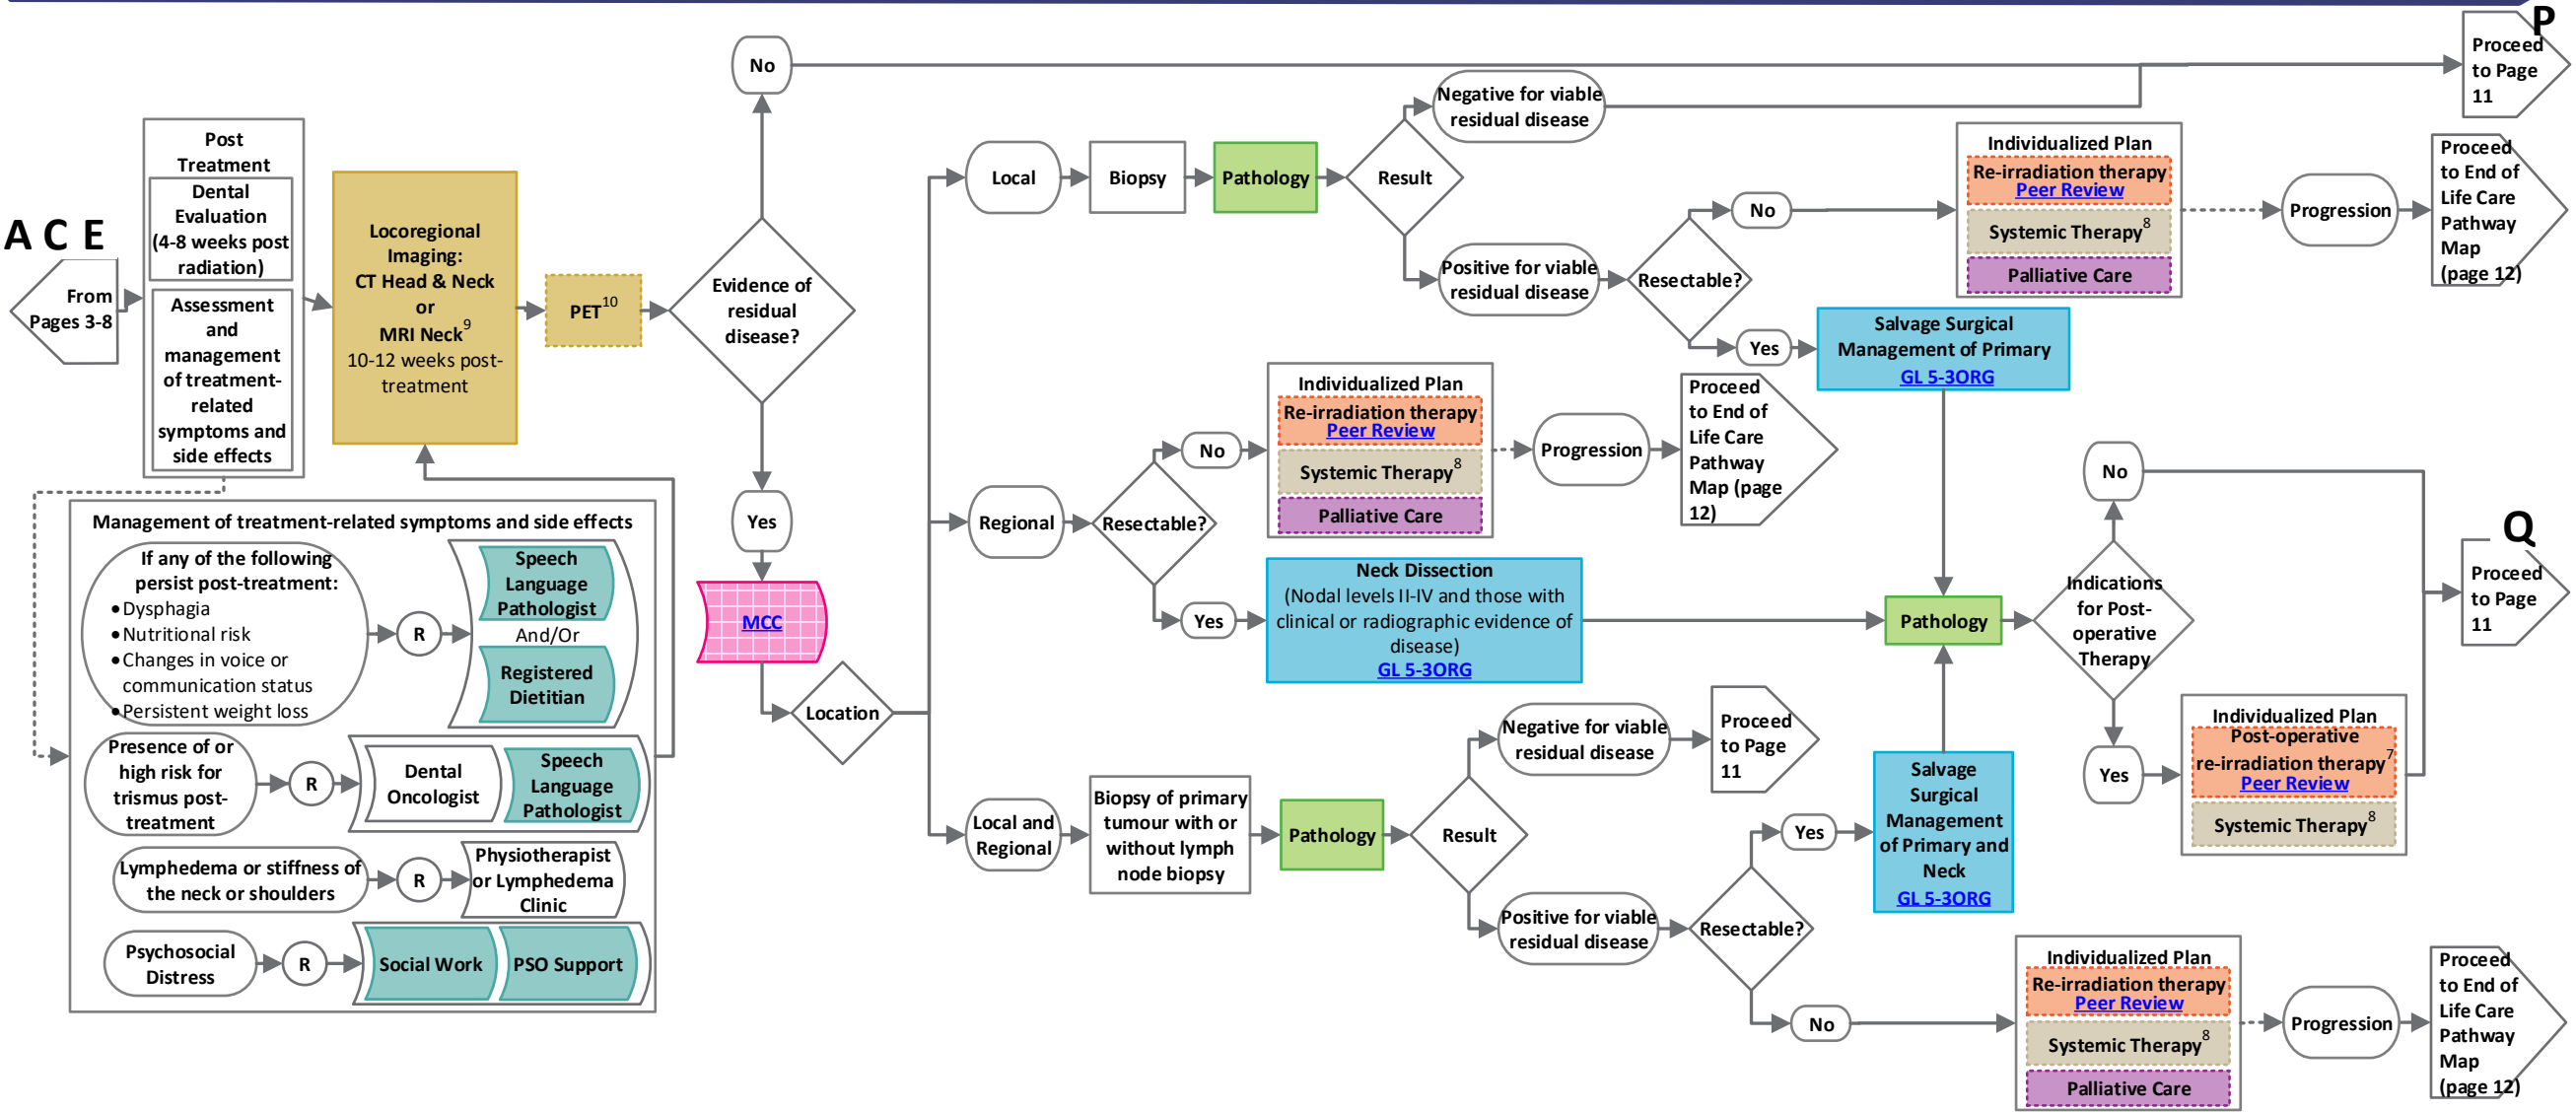 A C E
From
Pages 3-8
Post
Treatment
Dental
Evaluation
(4-8 weeks post
radiation)
Assessment
and
management
of treatment-
related
symptoms and
side effects
Locoregional
Imaging:
CT Head & Neck
or
MRI Neck9
10-12 weeks post-
treatment
PET10
Evidence of
residual
disease?
No
Yes
MCC
Location
Management of treatment-related symptoms and side effects
If any of the following
persist post-treatment:
• Dysphagia
• Nutritional risk
• Changes in voice or
communication status
• Persistent weight loss
R
Speech
Language
Pathologist
And/Or
Registered
Dietitian
Presence of or
high risk for
trismus post-
treatment
R
Dental
Oncologist
Speech
Language
Pathologist
Lymphedema or stiffness of
the neck or shoulders
R
Physiotherapist
or Lymphedema
Clinic
Psychosocial
Distress
R
Social Work
PSO Support
Local
Biopsy
Pathology
Result
Negative for viable
residual disease
P
Proceed
to Page
11
Positive for viable
residual disease
Resectable?
No
Individualized Plan
Re-irradiation therapy
Peer Review
Systemic Therapy8
Palliative Care
Progression
Proceed
to End of
Life Care
Pathway
Map
(page 12)
Yes
Salvage Surgical
Management of Primary
GL 5-3ORG
Regional
Resectable?
No
Individualized Plan
Re-irradiation therapy
Peer Review
Systemic Therapy8
Palliative Care
Progression
Proceed
to End of
Life Care
Pathway
Map (page
12)
Yes
Neck Dissection
(Nodal levels II-IV and those with
clinical or radiographic evidence of
disease)
GL 5-3ORG
Pathology
Indications
for Post-
operative
Therapy
No
Q
Proceed
to Page
11
Yes
Individualized Plan
Post-operative
re-irradiation therapy7
Peer Review
Systemic Therapy8
Local and
Regional
Biopsy of primary
tumour with or
without lymph
node biopsy
Pathology
Result
Negative for viable
residual disease
Proceed
to Page
11
Positive for viable
residual disease
Resectable?
Yes
Salvage
Surgical
Management
of Primary and
Neck
GL 5-3ORG
No
Individualized Plan
Re-irradiation therapy
Peer Review
Systemic Therapy8
Palliative Care
Progression
Proceed
to End of
Life Care
Pathway
Map
(page 12)